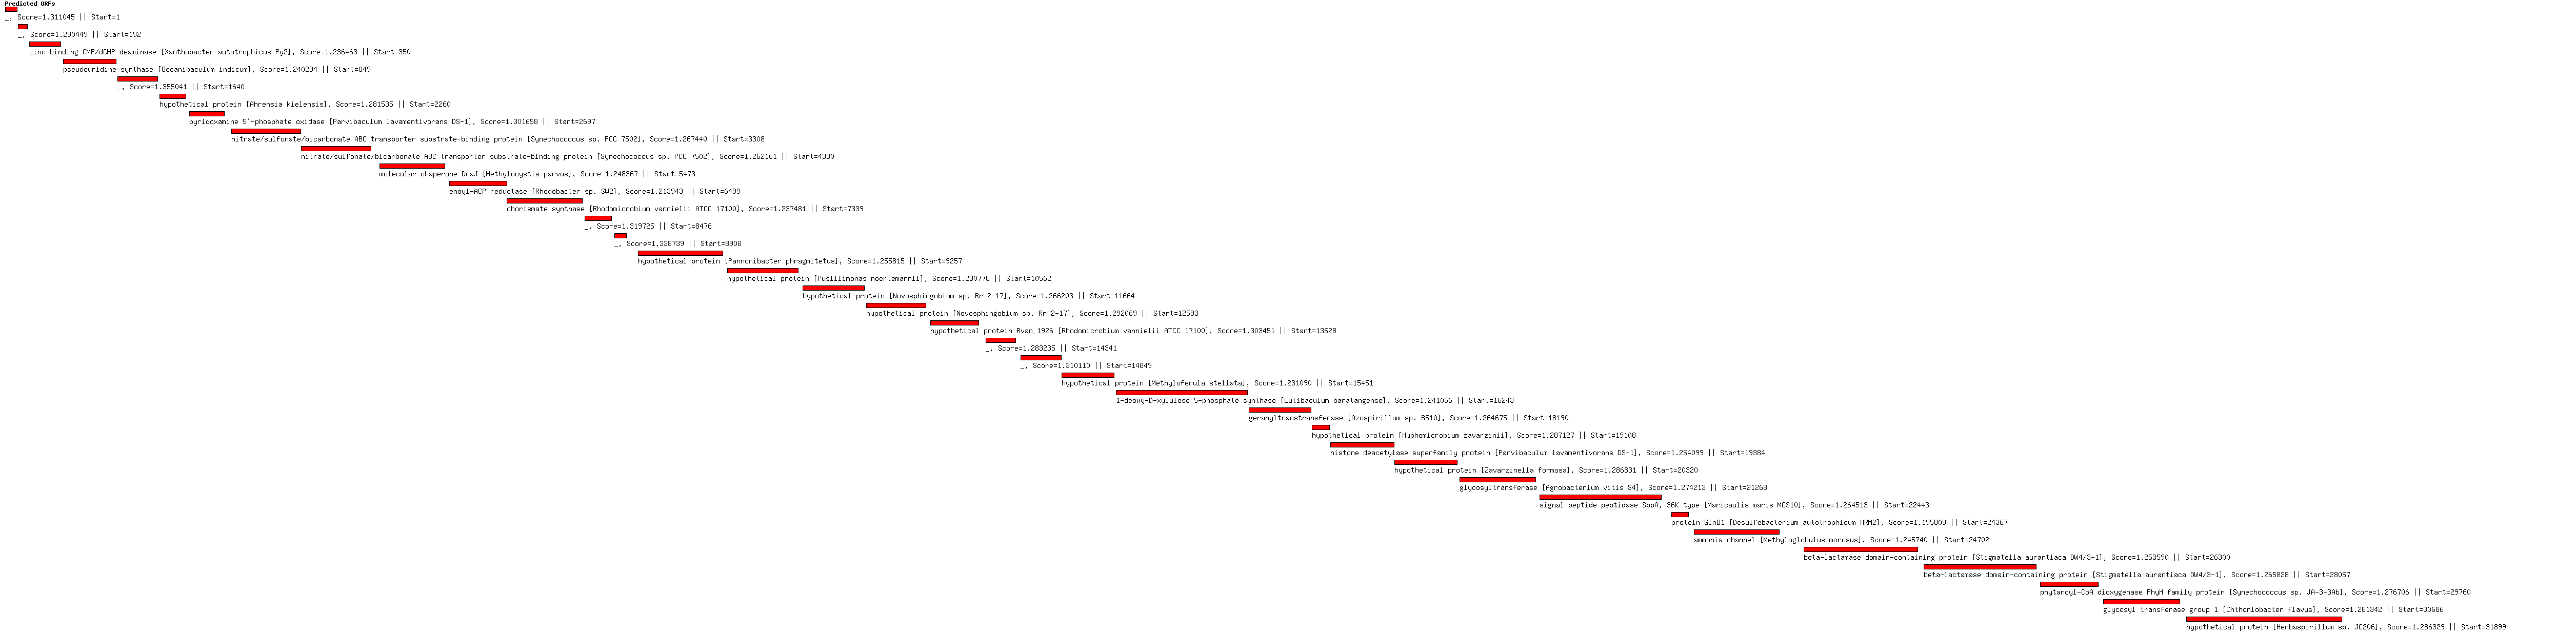 Predicted ORFs
_, Score=1.311045 || Start=1
_, Score=1.290449 || Start=192
zinc-binding CMP/dCMP deaminase [Xanthobacter autotrophicus Py2], Score=1.236463 || Start=350
pseudouridine synthase [Oceanibaculum indicum], Score=1.240294 || Start=849
_, Score=1.355041 || Start=1640
hypothetical protein [Ahrensia kielensis], Score=1.281535 || Start=2260
pyridoxamine 5'-phosphate oxidase [Parvibaculum lavamentivorans DS-1], Score=1.301658 || Start=2697
nitrate/sulfonate/bicarbonate ABC transporter substrate-binding protein [Synechococcus sp. PCC 7502], Score=1.267440 || Start=3308
nitrate/sulfonate/bicarbonate ABC transporter substrate-binding protein [Synechococcus sp. PCC 7502], Score=1.262161 || Start=4330
molecular chaperone DnaJ [Methylocystis parvus], Score=1.248367 || Start=5473
enoyl-ACP reductase [Rhodobacter sp. SW2], Score=1.213943 || Start=6499
chorismate synthase [Rhodomicrobium vannielii ATCC 17100], Score=1.237481 || Start=7339
_, Score=1.319725 || Start=8476
_, Score=1.338739 || Start=8908
hypothetical protein [Pannonibacter phragmitetus], Score=1.255815 || Start=9257
hypothetical protein [Pusillimonas noertemannii], Score=1.230778 || Start=10562
hypothetical protein [Novosphingobium sp. Rr 2-17], Score=1.266203 || Start=11664
hypothetical protein [Novosphingobium sp. Rr 2-17], Score=1.292069 || Start=12593
hypothetical protein Rvan_1926 [Rhodomicrobium vannielii ATCC 17100], Score=1.303451 || Start=13528
_, Score=1.283235 || Start=14341
_, Score=1.310110 || Start=14849
hypothetical protein [Methyloferula stellata], Score=1.231090 || Start=15451
1-deoxy-D-xylulose 5-phosphate synthase [Lutibaculum baratangense], Score=1.241056 || Start=16243
geranyltranstransferase [Azospirillum sp. B510], Score=1.264675 || Start=18190
hypothetical protein [Hyphomicrobium zavarzinii], Score=1.287127 || Start=19108
histone deacetylase superfamily protein [Parvibaculum lavamentivorans DS-1], Score=1.254099 || Start=19384
hypothetical protein [Zavarzinella formosa], Score=1.286831 || Start=20320
glycosyltransferase [Agrobacterium vitis S4], Score=1.274213 || Start=21268
signal peptide peptidase SppA, 36K type [Maricaulis maris MCS10], Score=1.264513 || Start=22443
protein GlnB1 [Desulfobacterium autotrophicum HRM2], Score=1.195809 || Start=24367
ammonia channel [Methyloglobulus morosus], Score=1.245740 || Start=24702
beta-lactamase domain-containing protein [Stigmatella aurantiaca DW4/3-1], Score=1.253590 || Start=26300
beta-lactamase domain-containing protein [Stigmatella aurantiaca DW4/3-1], Score=1.265828 || Start=28057
phytanoyl-CoA dioxygenase PhyH family protein [Synechococcus sp. JA-3-3Ab], Score=1.276706 || Start=29760
glycosyl transferase group 1 [Chthoniobacter flavus], Score=1.281342 || Start=30686
hypothetical protein [Herbaspirillum sp. JC206], Score=1.286329 || Start=31899